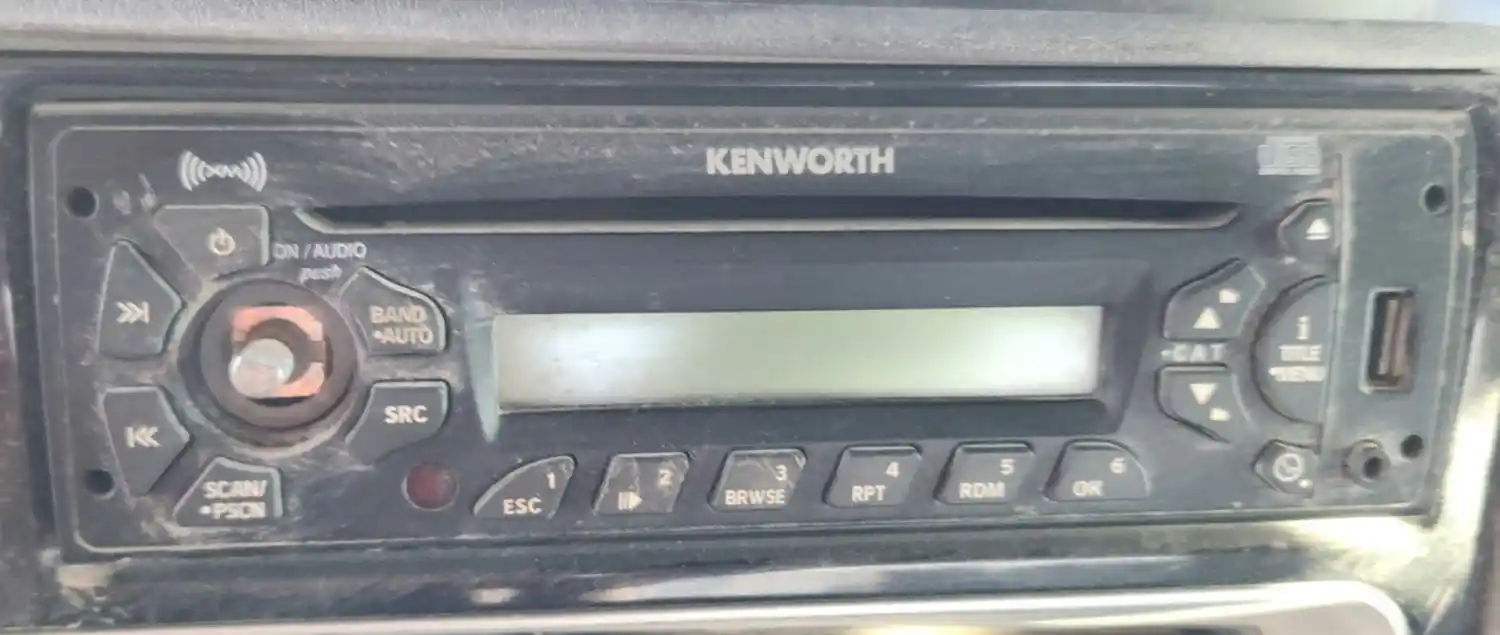 XM
KENWORTH
ON / AUDIO
push
BAND
•AUTO
•CAT
i
TITLE
•MENU
SRC
SCAN/
•PSCN
1
ESC
2
3
BRWSE
4
RPT
5
RDM
6
OK